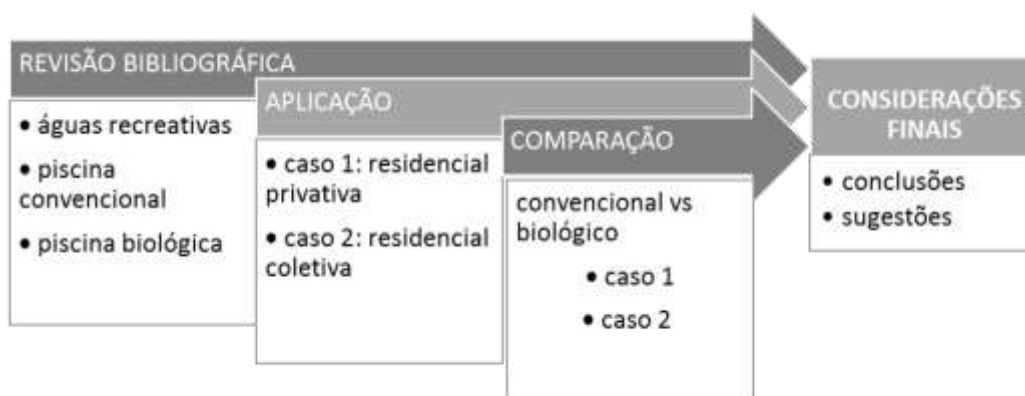 REVISÃO BIBLIOGRÁFICA
• águas recreativas
• piscina
convencional
• piscina biológica
APLICAÇÃO
• caso 1: residencial
privativa
• caso 2: residencial
coletiva
COMPARAÇÃO
convencional vs
biológico
• caso 1
• caso 2
CONSIDERAÇÕES
FINAIS
• conclusões
• sugestões